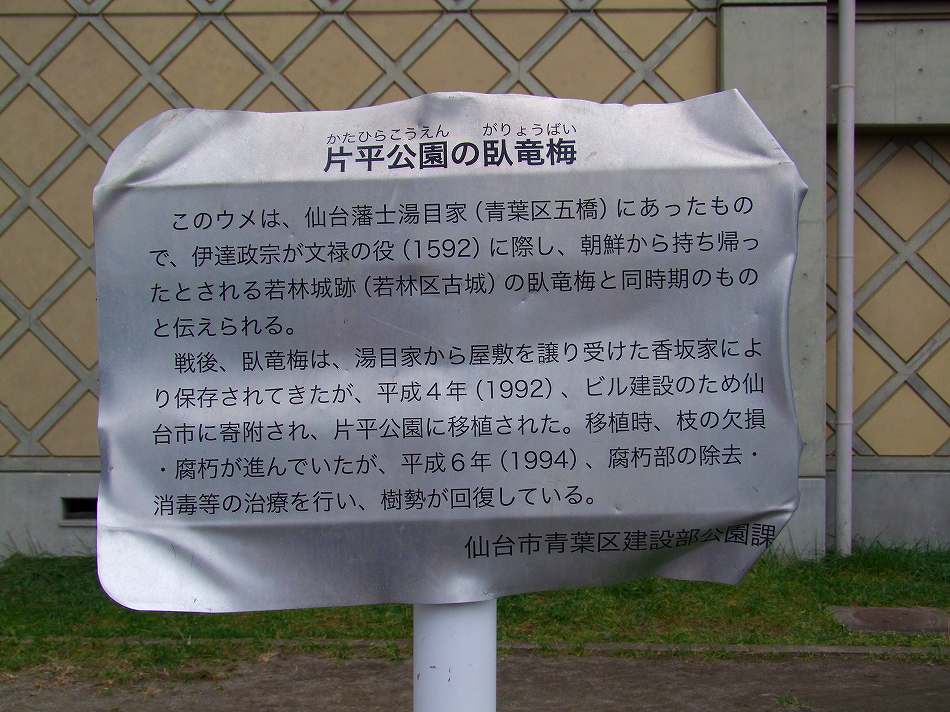 かたひらこうえん　がりょうばい
片平公園の臥竜梅
このウメは、仙台藩士湯目家（青葉区五橋）にあったもの
で、伊達政宗が文禄の役（1592）に際し、朝鮮から持ち帰っ
たとされる若林城跡（若林区古城）の臥竜梅と同時期のもの
と伝えられる。
戦後、臥竜梅は、湯目家から屋敷を譲り受けた香坂家によ
り保存されてきたが、平成４年（1992）、ビル建設のため仙
台市に寄附され、片平公園に移植された。移植時、枝の欠損
・腐朽が進んでいたが、平成６年（1994）、腐朽部の除去・
消毒等の治療を行い、樹勢が回復している。
仙台市青葉区建設部公園課